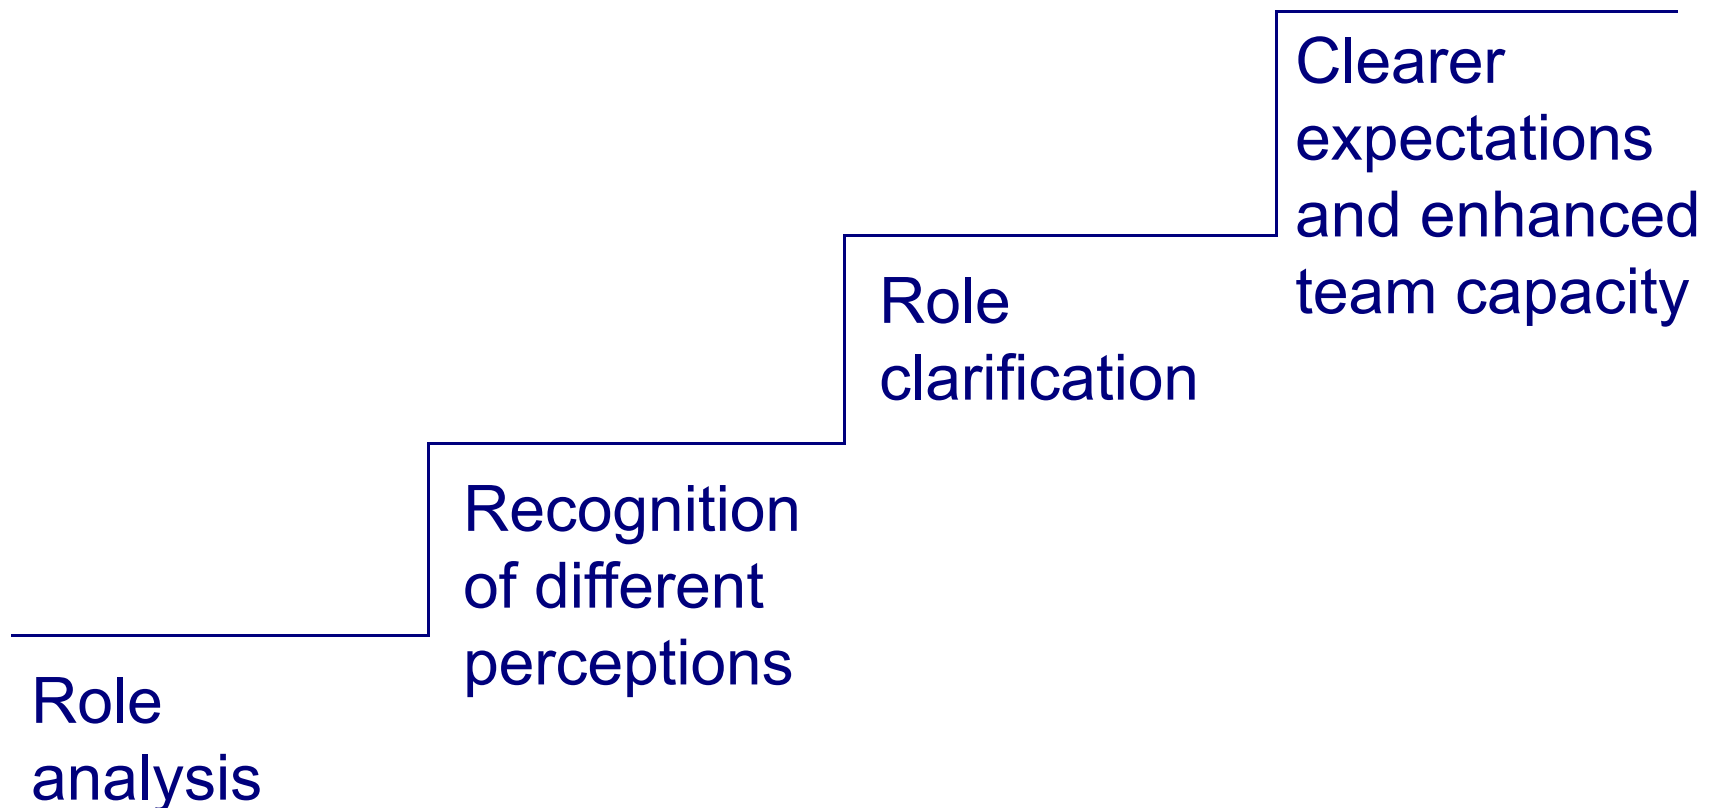 Clearer
expectations
and enhanced
team capacity
Role
clarification
Recognition
of different
perceptions
Role
analysis